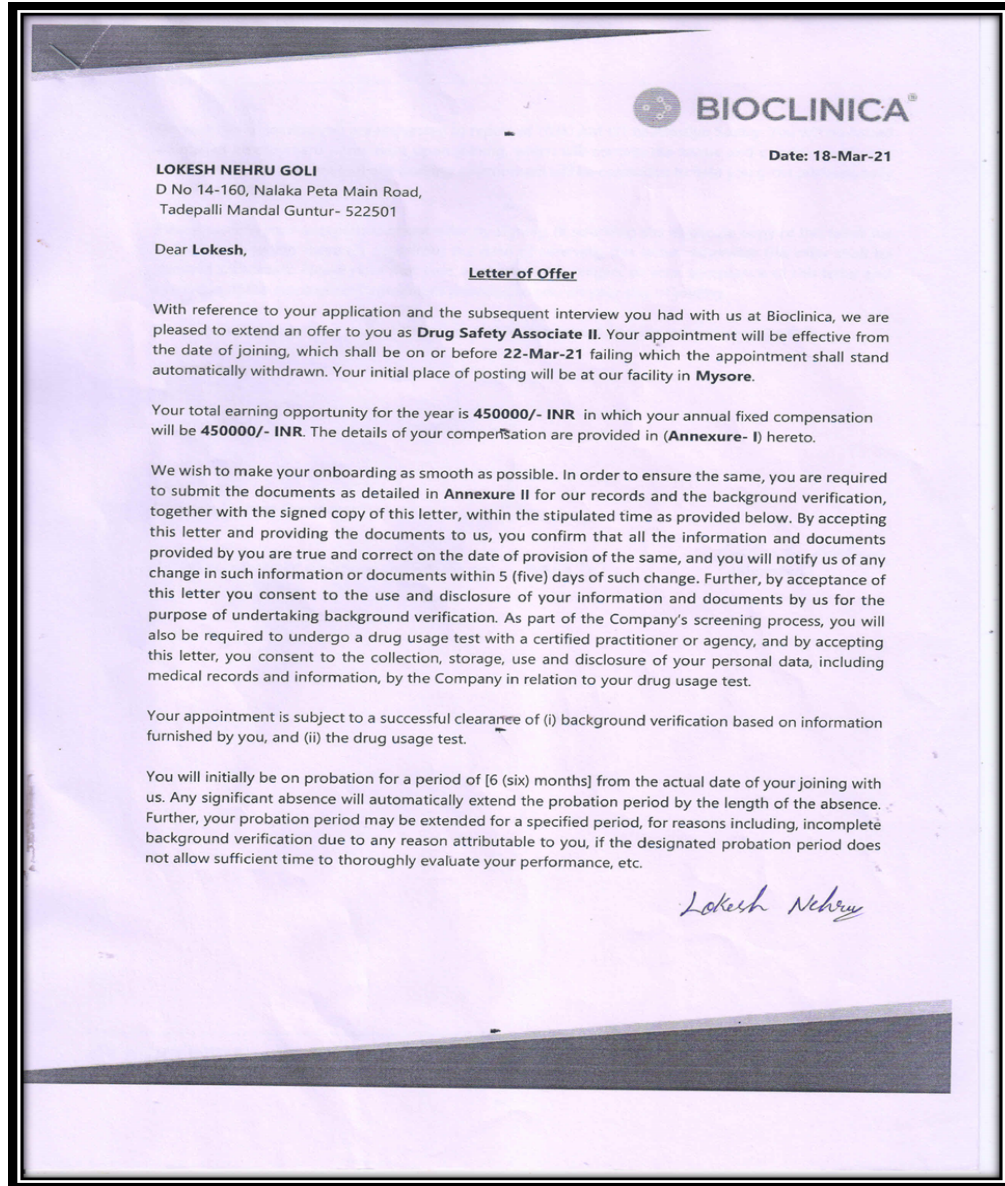 BIOCLINICA®
Date: 18-Mar-21
LOKESH NEHRU GOLI
D No 14-160, Nalaka Peta Main Road,
Tadepalli Mandal Guntur- 522501
Dear Lokesh,
Letter of Offer
With reference to your application and the subsequent interview you had with us at Bioclinica, we are
pleased to extend an offer to you as Drug Safety Associate II. Your appointment will be effective from
the date of joining, which shall be on or before 22-Mar-21 failing which the appointment shall stand
automatically withdrawn. Your initial place of posting will be at our facility in Mysore.
Your total earning opportunity for the year is 450000/- INR in which your annual fixed compensation
will be 450000/- INR. The details of your compensation are provided in (Annexure- I) hereto.
We wish to make your onboarding as smooth as possible. In order to ensure the same, you are required
to submit the documents as detailed in Annexure II for our records and the background verification,
together with the signed copy of this letter, within the stipulated time as provided below. By accepting
this letter and providing the documents to us, you confirm that all the information and documents
provided by you are true and correct on the date of provision of the same, and you will notify us of any
change in such information or documents within 5 (five) days of such change. Further, by acceptance of
this letter you consent to the use and disclosure of your information and documents by us for the
purpose of undertaking background verification. As part of the Company's screening process, you will
also be required to undergo a drug usage test with a certified practitioner or agency, and by accepting
this letter, you consent to the collection, storage, use and disclosure of your personal data, including
medical records and information, by the Company in relation to your drug usage test.
Your appointment is subject to a successful clearance of (i) background verification based on information
furnished by you, and (ii) the drug usage test.
You will initially be on probation for a period of [6 (six) months] from the actual date of your joining with
us. Any significant absence will automatically extend the probation period by the length of the absence.
Further, your probation period may be extended for a specified period, for reasons including, incomplete
background verification due to any reason attributable to you, if the designated probation period does
not allow sufficient time to thoroughly evaluate your performance, etc.
Lokesh Nehru